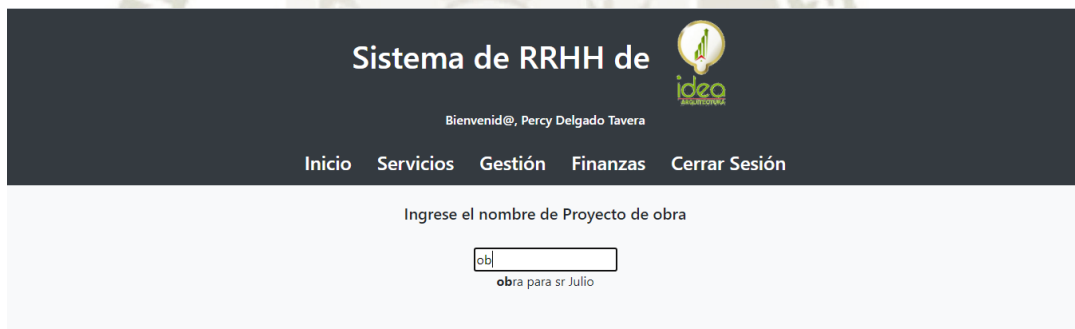 Sistema de RRHH de
idea
ARQUITECTURA
Bienvenid@, Percy Delgado Tavera
Inicio Servicios Gestión Finanzas Cerrar Sesión
Ingrese el nombre de Proyecto de obra
ob
obra para sr Julio